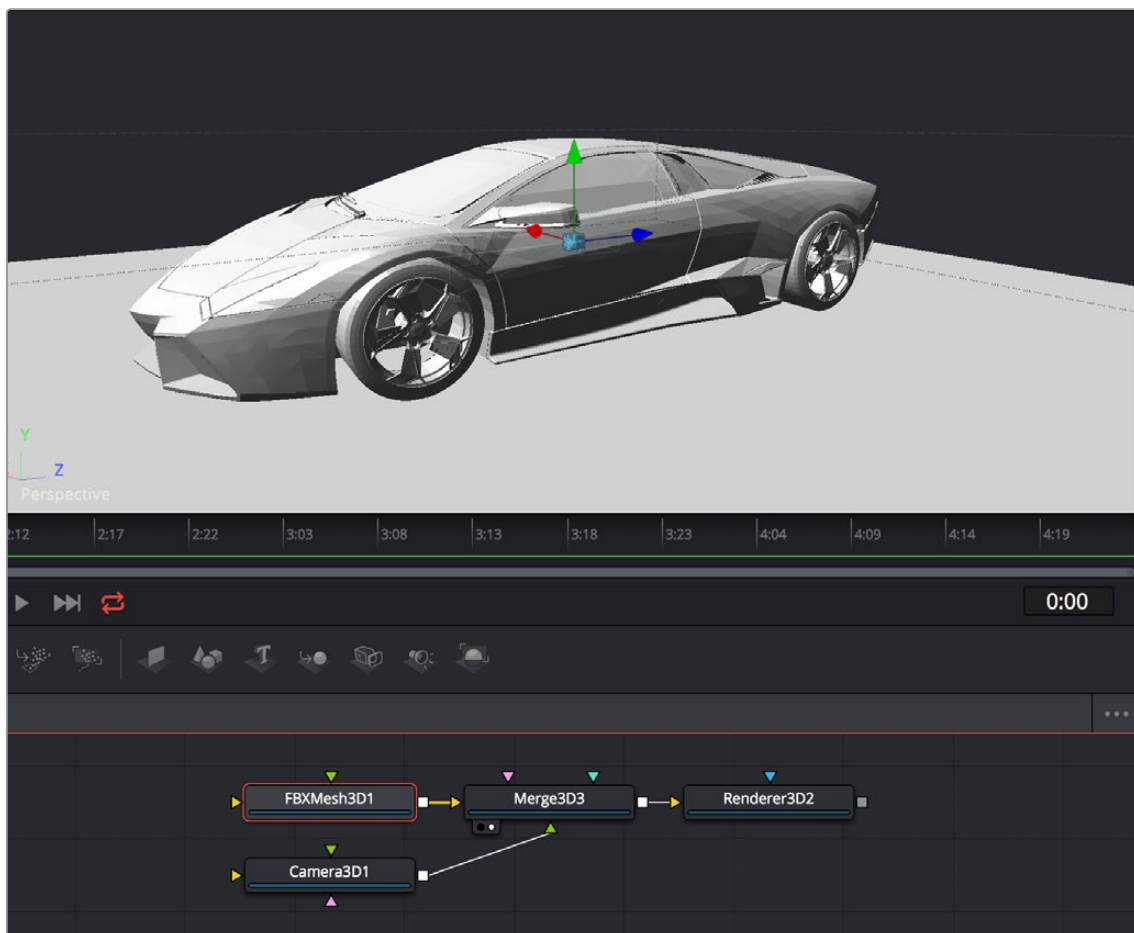 Y
Z
Perspective
2:12 2:17 2:22 3:03 3:08 3:13 3:18 3:23 4:04 4:09 4:14 4:19
0:00
T
FBXMesh3D1 Merge3D3 Renderer3D2
Camera3D1